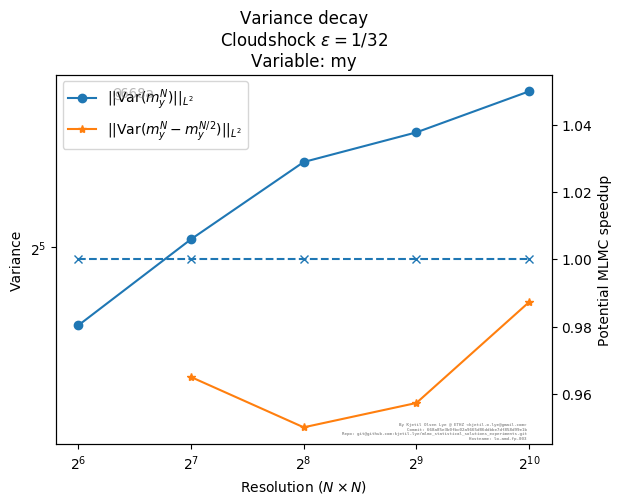 Variance decay
Cloudshock ε = 1/32
Variable: my
||Var(m_y^N)||_{L^2}
||Var(m_y^N − m_y^{N/2})||_{L^2}
Variance
2^5
1.04
1.02
1.00
0.98
0.96
Potential MLMC speedup
2^6 2^7 2^8 2^9 2^10
Resolution (N × N)